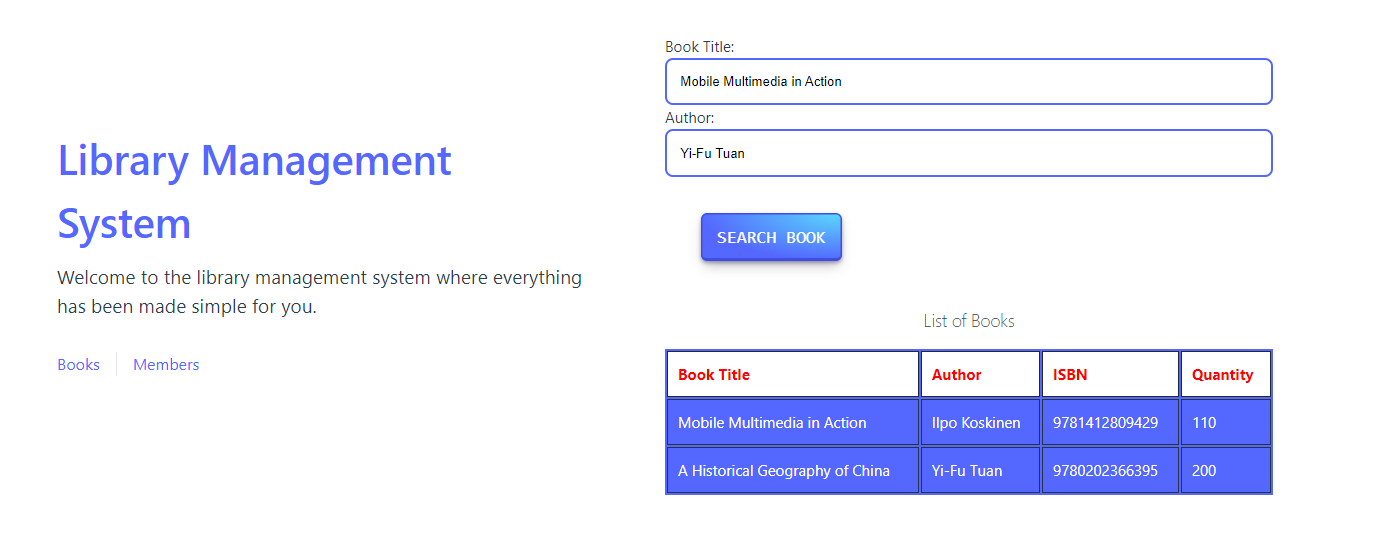 Library Management
System
Welcome to the library management system where everything
has been made simple for you.
Books Members
Book Title:
Mobile Multimedia in Action
Author:
Yi-Fu Tuan
SEARCH BOOK
List of Books
Book Title Author ISBN Quantity
Mobile Multimedia in Action Ilpo Koskinen 9781412809429 110
A Historical Geography of China Yi-Fu Tuan 9780202366395 200